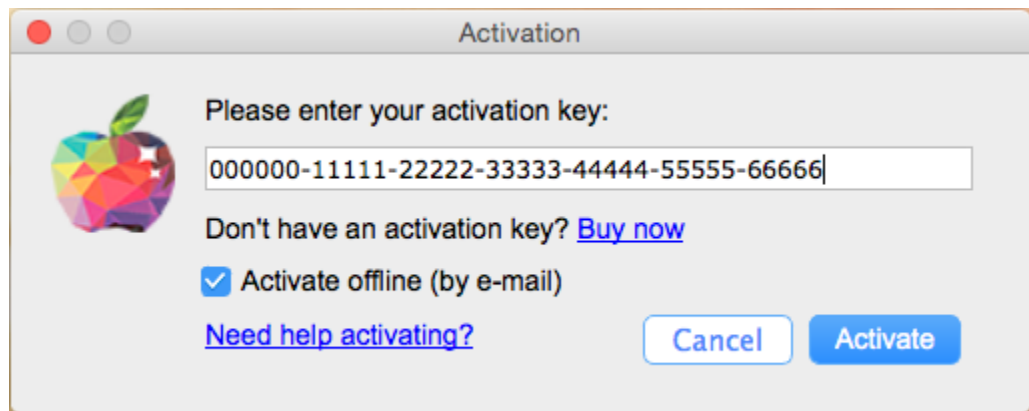 Activation
Please enter your activation key:
000000-11111-22222-33333-44444-55555-66666
Don't have an activation key? Buy now
Activate offline (by e-mail)
Need help activating?
Cancel
Activate